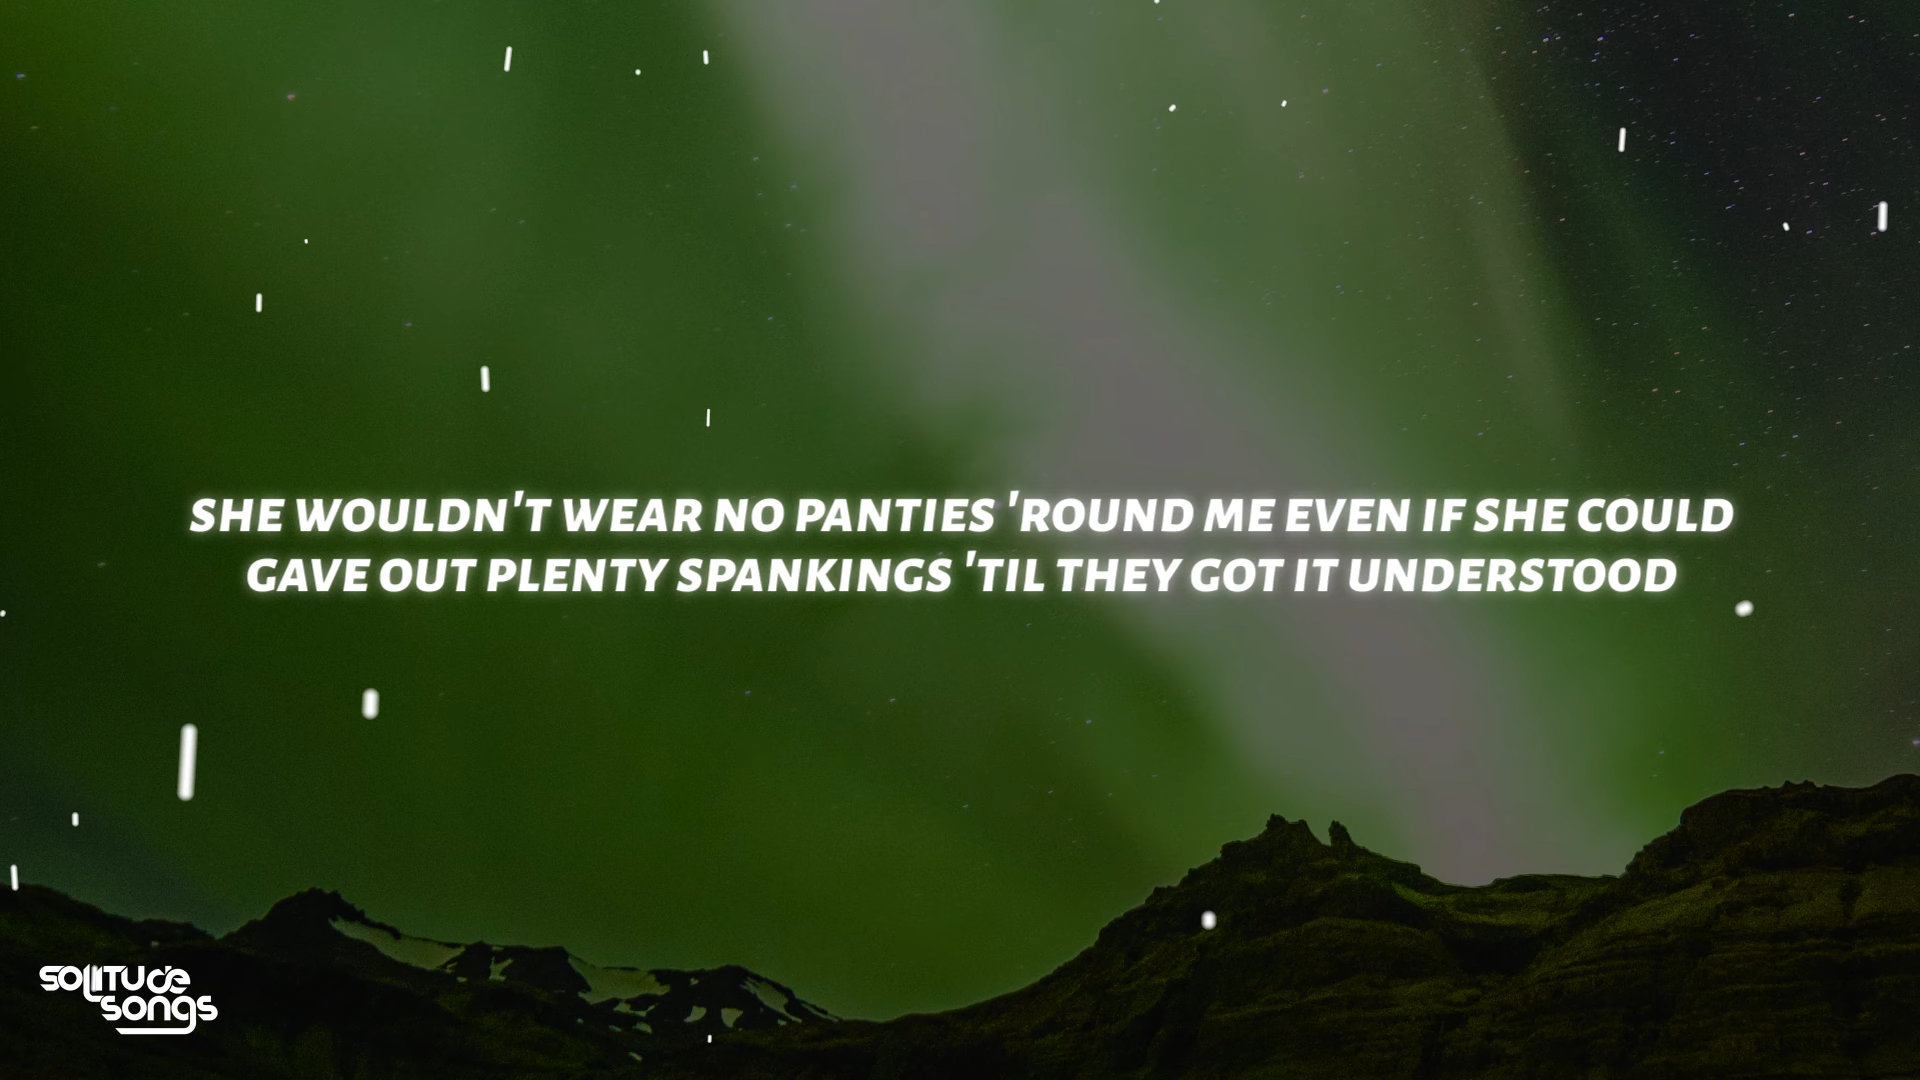 SHE WOULDN'T WEAR NO PANTIES 'ROUND ME EVEN IF SHE COULD
GAVE OUT PLENTY SPANKINGS 'TIL THEY GOT IT UNDERSTOOD
SOLITUDE
SONGS